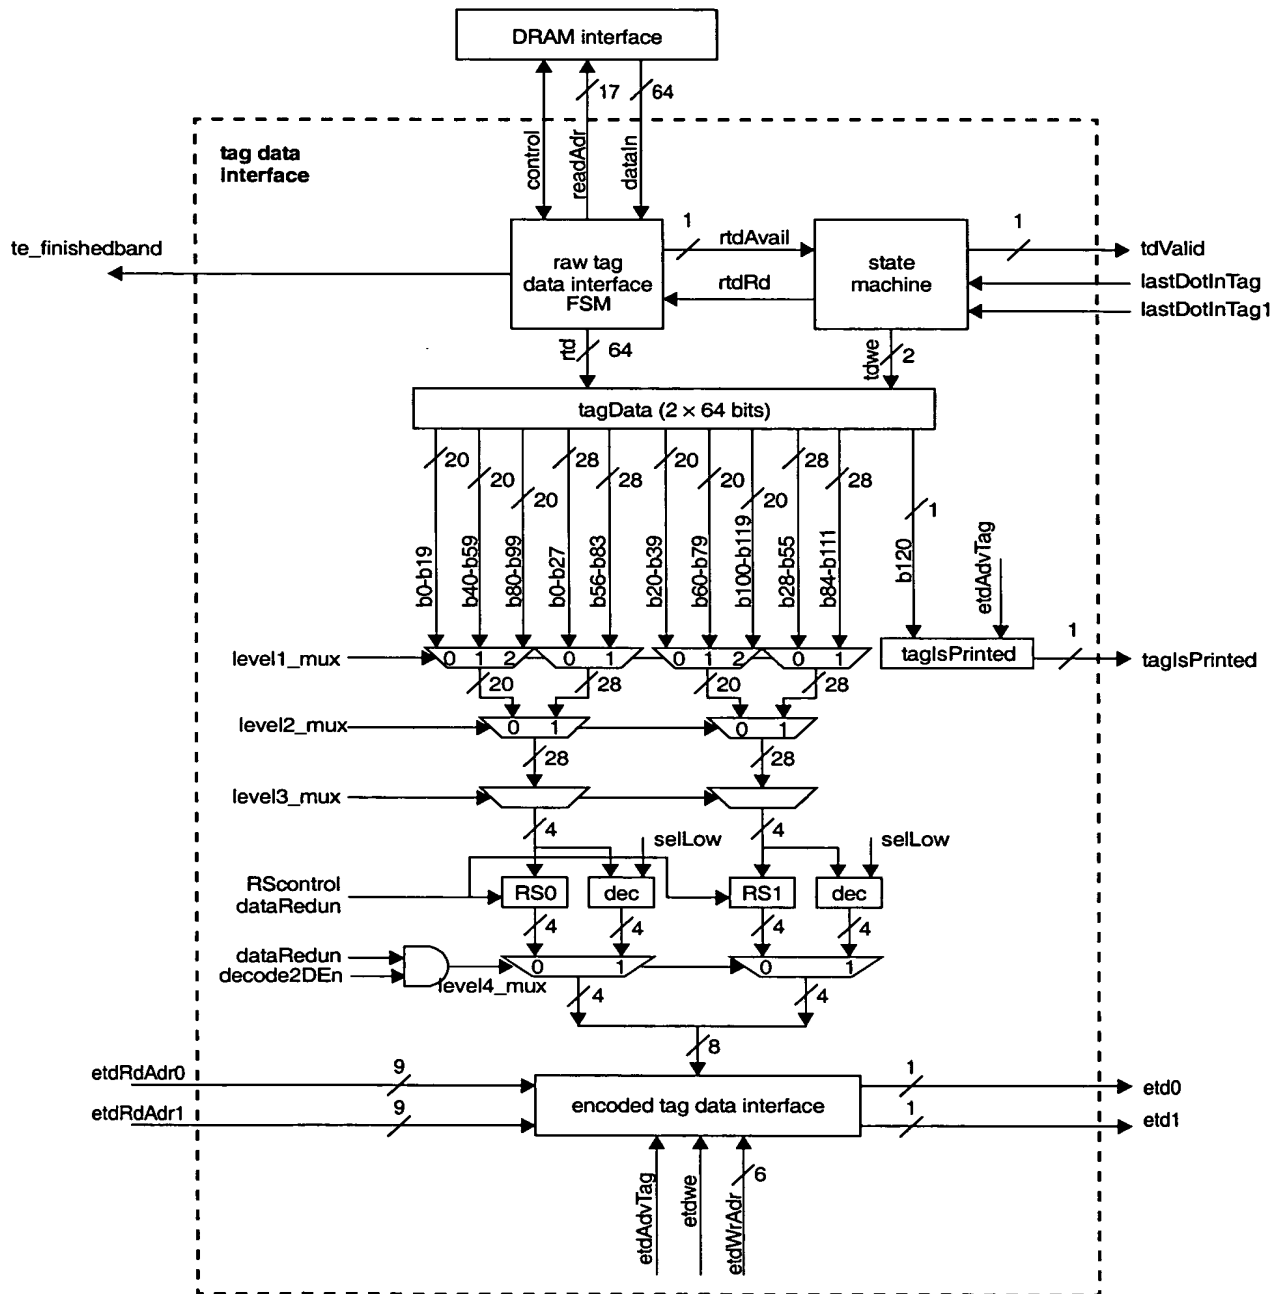 DRAM interface
17
64
control
readAdr
dataIn
tag data
interface
te_finishedband
raw tag
data interface
FSM
1
rtdAvail
rtdRd
state
machine
1
tdValid
lastDotInTag
lastDotInTag1
rtd
64
tdwe
2
tagData (2 × 64 bits)
20
20
20
28
28
20
20
20
28
28
1
b0-b19
b40-b59
b80-b99
b0-b27
b56-b83
b20-b39
b60-b79
b100-b119
b28-b55
b84-b111
b120
etdAdvTag
level1_mux
0 1 2
0 1
0 1 2
0 1
tagIsPrinted
1
tagIsPrinted
20
28
20
28
level2_mux
0 1
0 1
28
28
level3_mux
4
4
selLow
selLow
RScontrol
dataRedun
RS0
dec
RS1
dec
4
4
4
4
dataRedun
decode2DEn
level4_mux
0 1
0 1
4
4
8
etdRdAdr0
9
etdRdAdr1
9
encoded tag data interface
1
etd0
1
etd1
etdAdvTag
etdwe
etdWrAdr
6